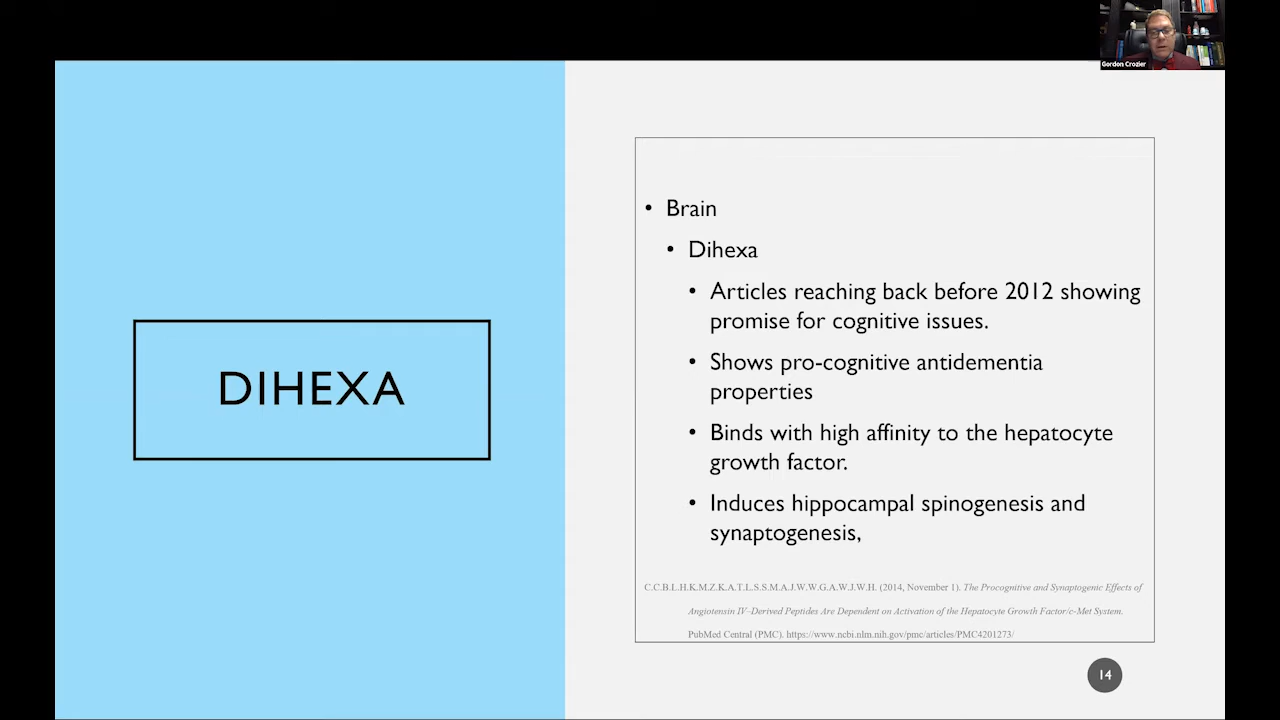 Gordon Crozier
DIHEXA
• Brain
• Dihexa
• Articles reaching back before 2012 showing
promise for cognitive issues.
• Shows pro-cognitive antidementia
properties
• Binds with high affinity to the hepatocyte
growth factor.
• Induces hippocampal spinogenesis and
synaptogenesis,
C.C.B.L.H.K.M.Z.K.A.T.L.S.S.M.A.J.W.W.G.A.W.J.W.H. (2014, November 1). The Procognitive and Synaptogenic Effects of
Angiotensin IV–Derived Peptides Are Dependent on Activation of the Hepatocyte Growth Factor/c-Met System.
PubMed Central (PMC). https://www.ncbi.nlm.nih.gov/pmc/articles/PMC4201273/
14